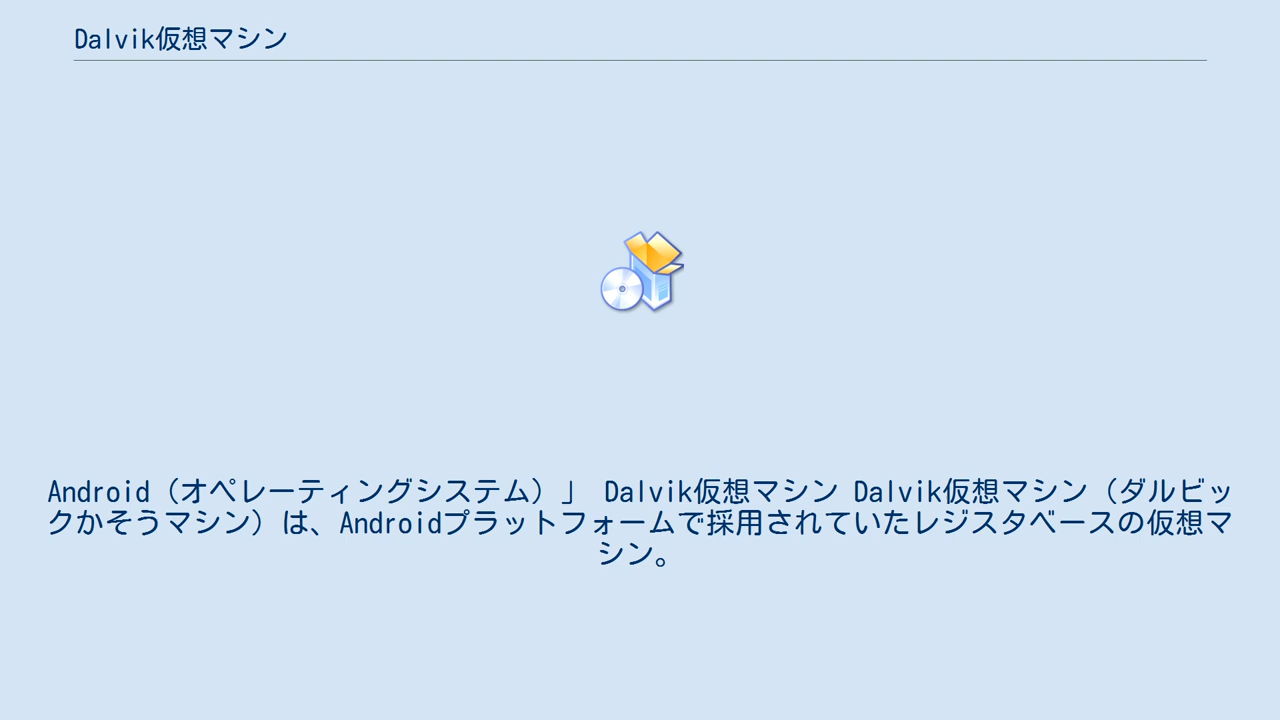 Dalvik仮想マシン
Android（オペレーティングシステム）」 Dalvik仮想マシン Dalvik仮想マシン（ダルビッ
クかそうマシン）は、Androidプラットフォームで採用されていたレジスタベースの仮想マ
シン。